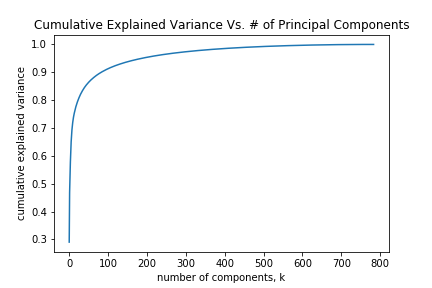 Cumulative Explained Variance Vs. # of Principal Components
1.0
0.9
0.8
0.7
0.6
0.5
0.4
0.3
cumulative explained variance
0 100 200 300 400 500 600 700 800
number of components, k